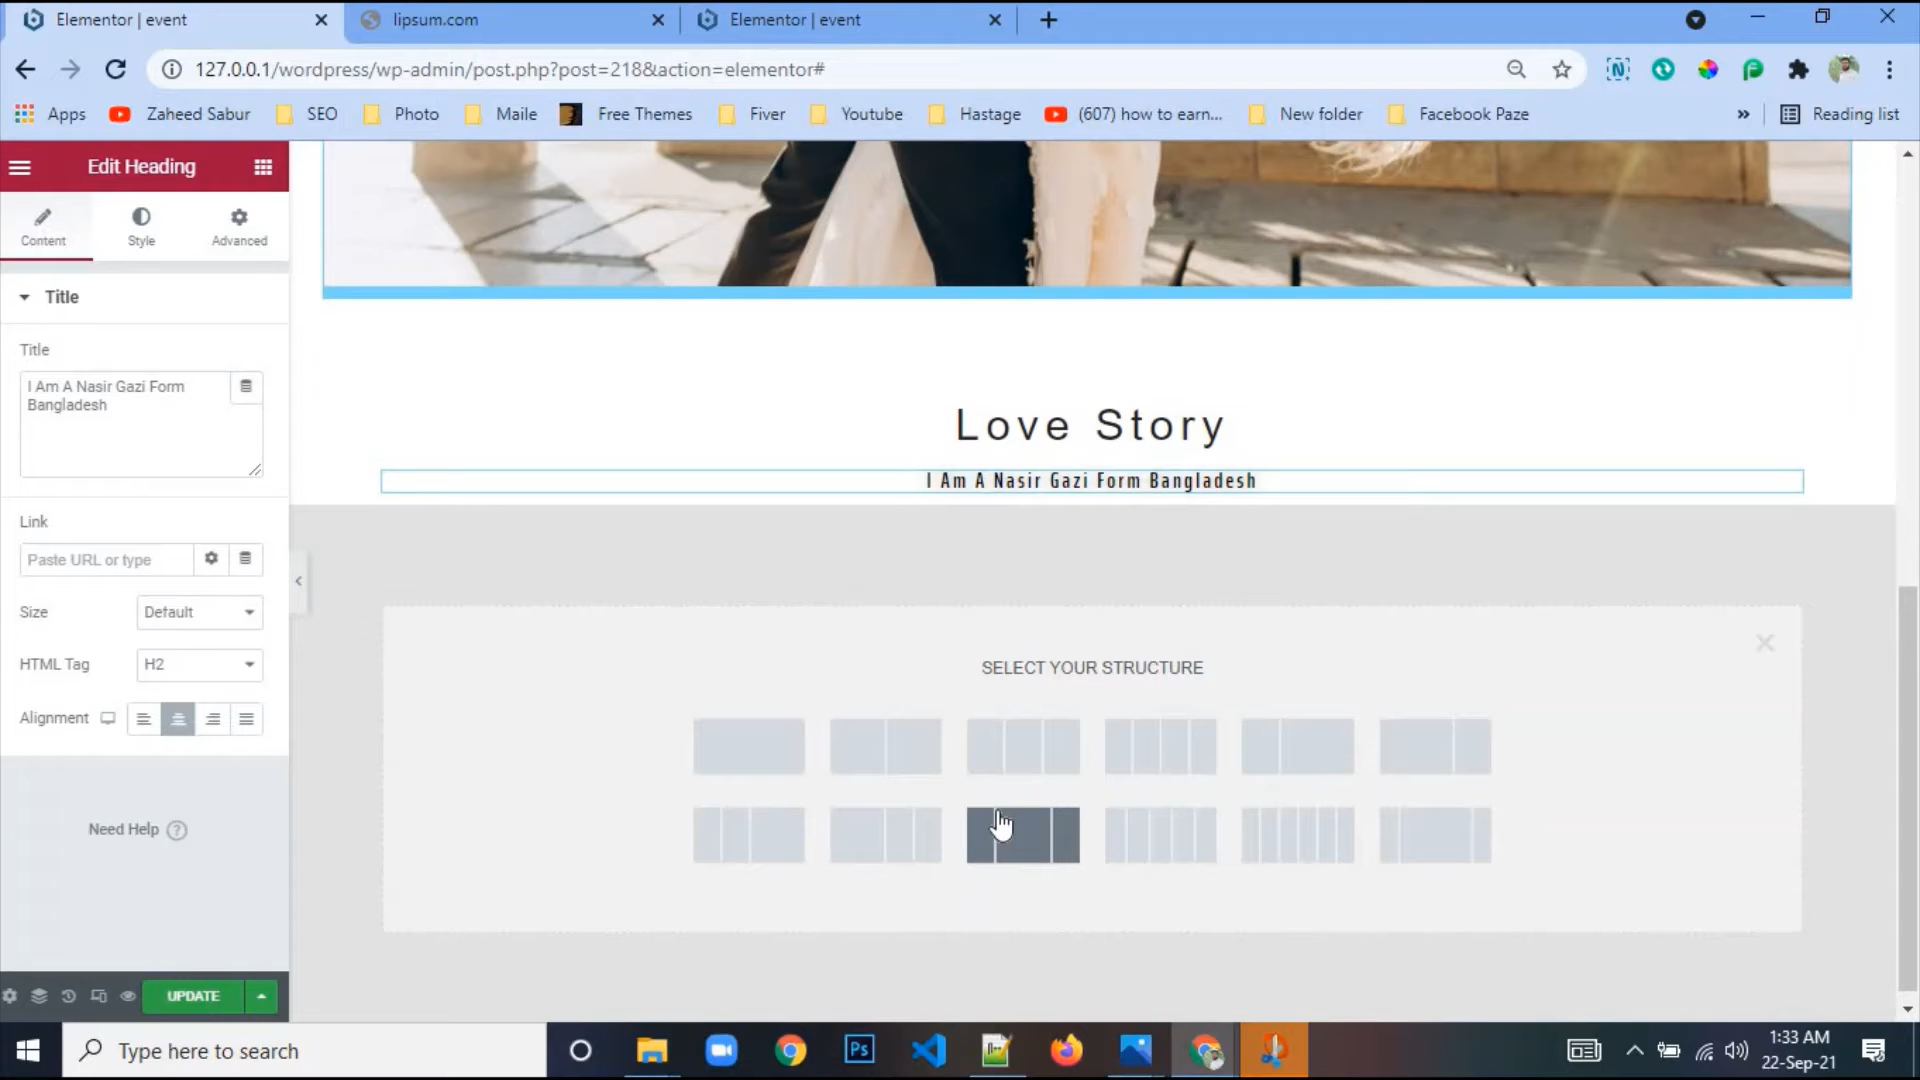 Elementor | event
lipsum.com
Elementor | event
127.0.0.1/wordpress/wp-admin/post.php?post=218&action=elementor#
Apps
Zaheed Sabur
SEO
Photo
Maile
Free Themes
Fiver
Youtube
Hastage
(607) how to earn...
New folder
Facebook Paze
»
Reading list
Edit Heading
Content
Style
Advanced
Title
Title
I Am A Nasir Gazi Form
Bangladesh
Link
Paste URL or type
Size
Default
HTML Tag
H2
Alignment
Need Help ?
UPDATE
Love Story
I Am A Nasir Gazi Form Bangladesh
SELECT YOUR STRUCTURE
Type here to search
Ps
1:33 AM
22-Sep-21